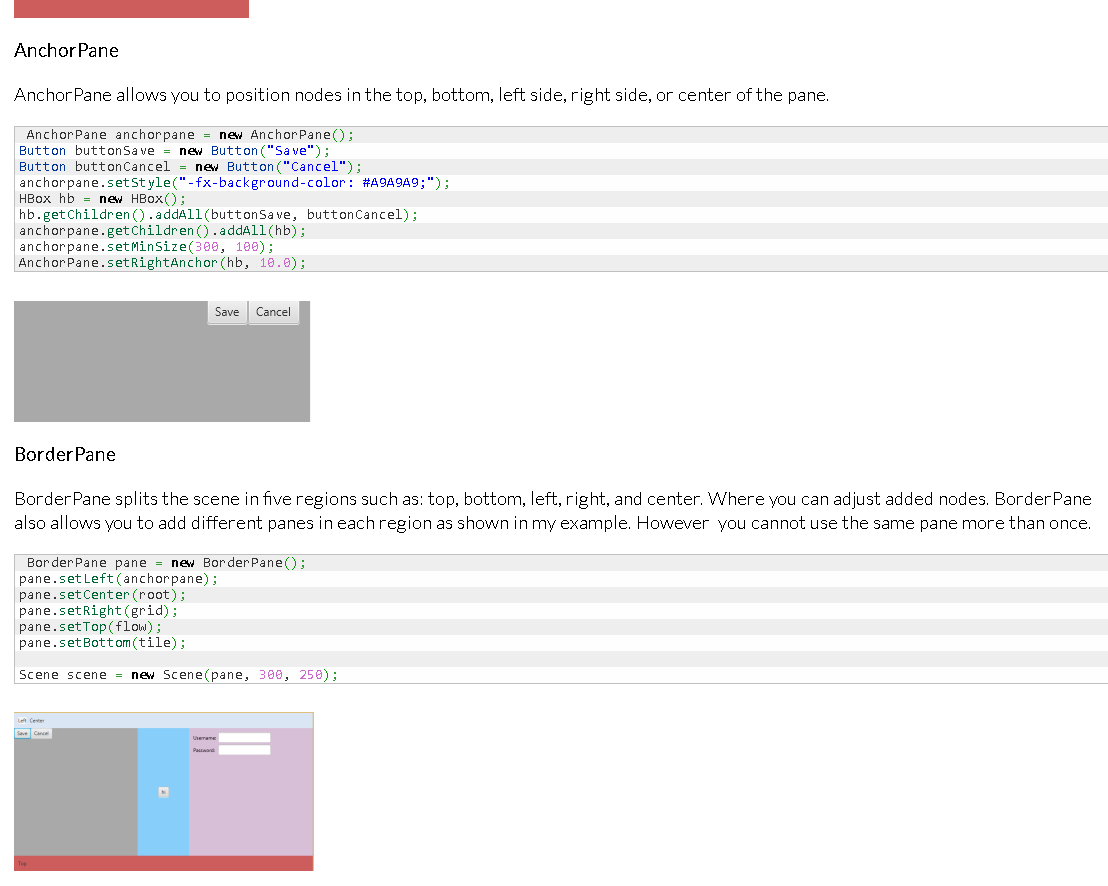 AnchorPane
AnchorPane allows you to position nodes in the top, bottom, left side, right side, or center of the pane.
AnchorPane anchorpane = new AnchorPane();
Button buttonSave = new Button("Save");
Button buttonCancel = new Button("Cancel");
anchorpane.setStyle("-fx-background-color: #A9A9A9;");
HBox hb = new HBox();
hb.getChildren().addAll(buttonSave, buttonCancel);
anchorpane.getChildren().addAll(hb);
anchorpane.setMinSize(300, 100);
AnchorPane.setRightAnchor(hb, 10.0);
Save Cancel
BorderPane
BorderPane splits the scene in five regions such as: top, bottom, left, right, and center. Where you can adjust added nodes. BorderPane
also allows you to add different panes in each region as shown in my example. However you cannot use the same pane more than once.
BorderPane pane = new BorderPane();
pane.setLeft(anchorpane);
pane.setCenter(root);
pane.setRight(grid);
pane.setTop(flow);
pane.setBottom(tile);
Scene scene = new Scene(pane, 300, 250);
Left Center
Save Cancel
Username:
Password:
Top